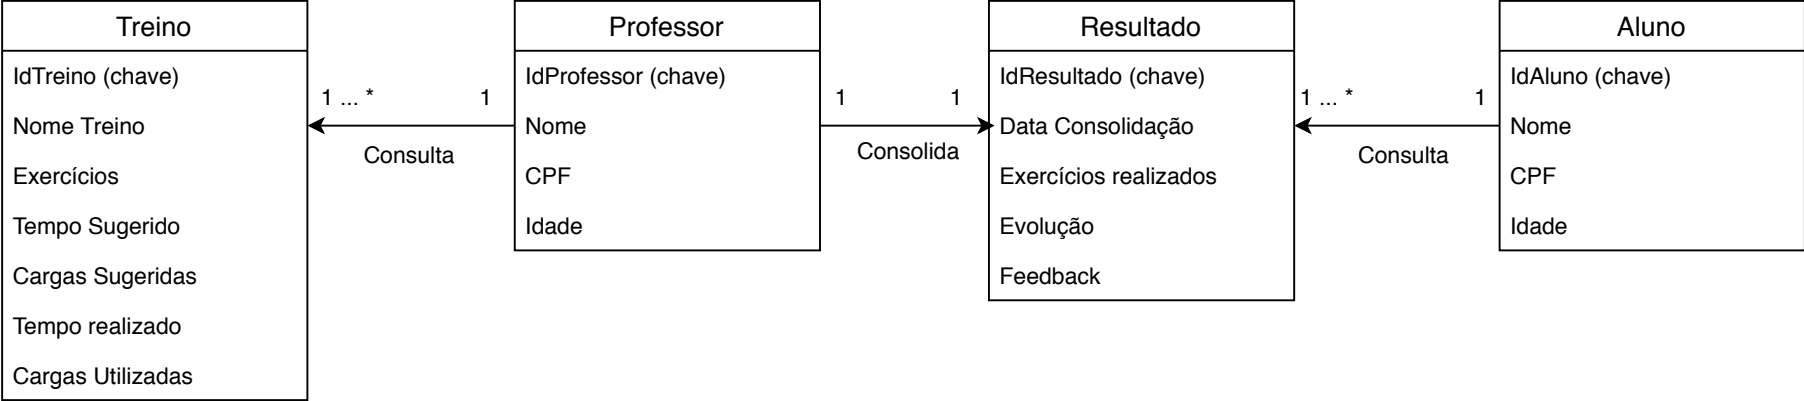 Treino
IdTreino (chave)
Nome Treino
Exercícios
Tempo Sugerido
Cargas Sugeridas
Tempo realizado
Cargas Utilizadas
1 ... *
1
Consulta
Professor
IdProfessor (chave)
Nome
CPF
Idade
1
1
Consolida
Resultado
IdResultado (chave)
Data Consolidação
Exercícios realizados
Evolução
Feedback
1 ... *
1
Consulta
Aluno
IdAluno (chave)
Nome
CPF
Idade